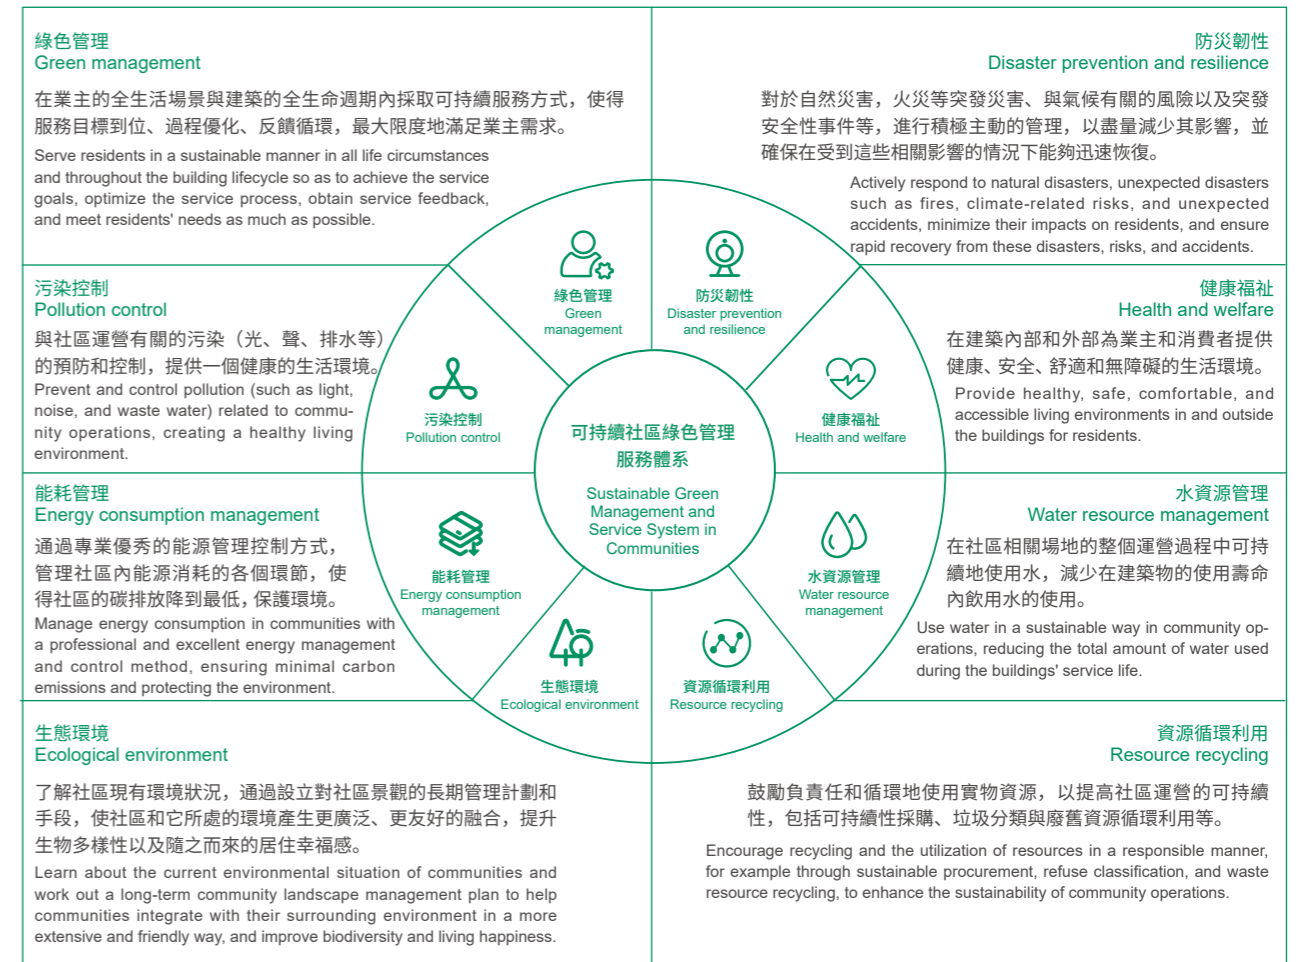 綠色管理
Green management
在業主的全生活場景與建築的全生命週期內採取可持續服務方式，使得
服務目標到位、過程優化、反饋循環，最大限度地滿足業主需求。
Serve residents in a sustainable manner in all life circumstances
and throughout the building lifecycle so as to achieve the service
goals, optimize the service process, obtain service feedback,
and meet residents' needs as much as possible.
防災韌性
Disaster prevention and resilience
對於自然災害，火災等突發災害、與氣候有關的風險以及突發
安全性事件等，進行積極主動的管理，以盡量減少其影響，並
確保在受到這些相關影響的情況下能夠迅速恢復。
Actively respond to natural disasters, unexpected disasters
such as fires, climate-related risks, and unexpected
accidents, minimize their impacts on residents, and ensure
rapid recovery from these disasters, risks, and accidents.
污染控制
Pollution control
與社區運營有關的污染（光、聲、排水等）
的預防和控制，提供一個健康的生活環境。
Prevent and control pollution (such as light,
noise, and waste water) related to commu-
nity operations, creating a healthy living
environment.
健康福祉
Health and welfare
在建築內部和外部為業主和消費者提供
健康、安全、舒適和無障礙的生活環境。
Provide healthy, safe, comfortable, and
accessible living environments in and outside
the buildings for residents.
能耗管理
Energy consumption management
通過專業優秀的能源管理控制方式，
管理社區內能源消耗的各個環節，使
得社區的碳排放降到最低，保護環境。
Manage energy consumption in communities with
a professional and excellent energy management
and control method, ensuring minimal carbon
emissions and protecting the environment.
水資源管理
Water resource management
在社區相關場地的整個運營過程中可持
續地使用水，減少在建築物的使用壽命
內飲用水的使用。
Use water in a sustainable way in community op-
erations, reducing the total amount of water used
during the buildings' service life.
生態環境
Ecological environment
了解社區現有環境狀況，通過設立對社區景觀的長期管理計劃和
手段，使社區和它所處的環境產生更廣泛、更友好的融合，提升
生物多樣性以及隨之而來的居住幸福感。
Learn about the current environmental situation of communities and
work out a long-term community landscape management plan to help
communities integrate with their surrounding environment in a more
extensive and friendly way, and improve biodiversity and living happiness.
資源循環利用
Resource recycling
鼓勵負責任和循環地使用實物資源，以提高社區運營的可持續
性，包括可持續性採購、垃圾分類與廢舊資源循環利用等。
Encourage recycling and the utilization of resources in a responsible manner,
for example through sustainable procurement, refuse classification, and waste
resource recycling, to enhance the sustainability of community operations.
綠色管理
Green
management
防災韌性
Disaster prevention
and resilience
污染控制
Pollution control
健康福祉
Health and welfare
可持續社區綠色管理
服務體系
Sustainable Green
Management and
Service System in
Communities
能耗管理
Energy consumption
management
水資源管理
Water resource
management
生態環境
Ecological environment
資源循環利用
Resource recycling